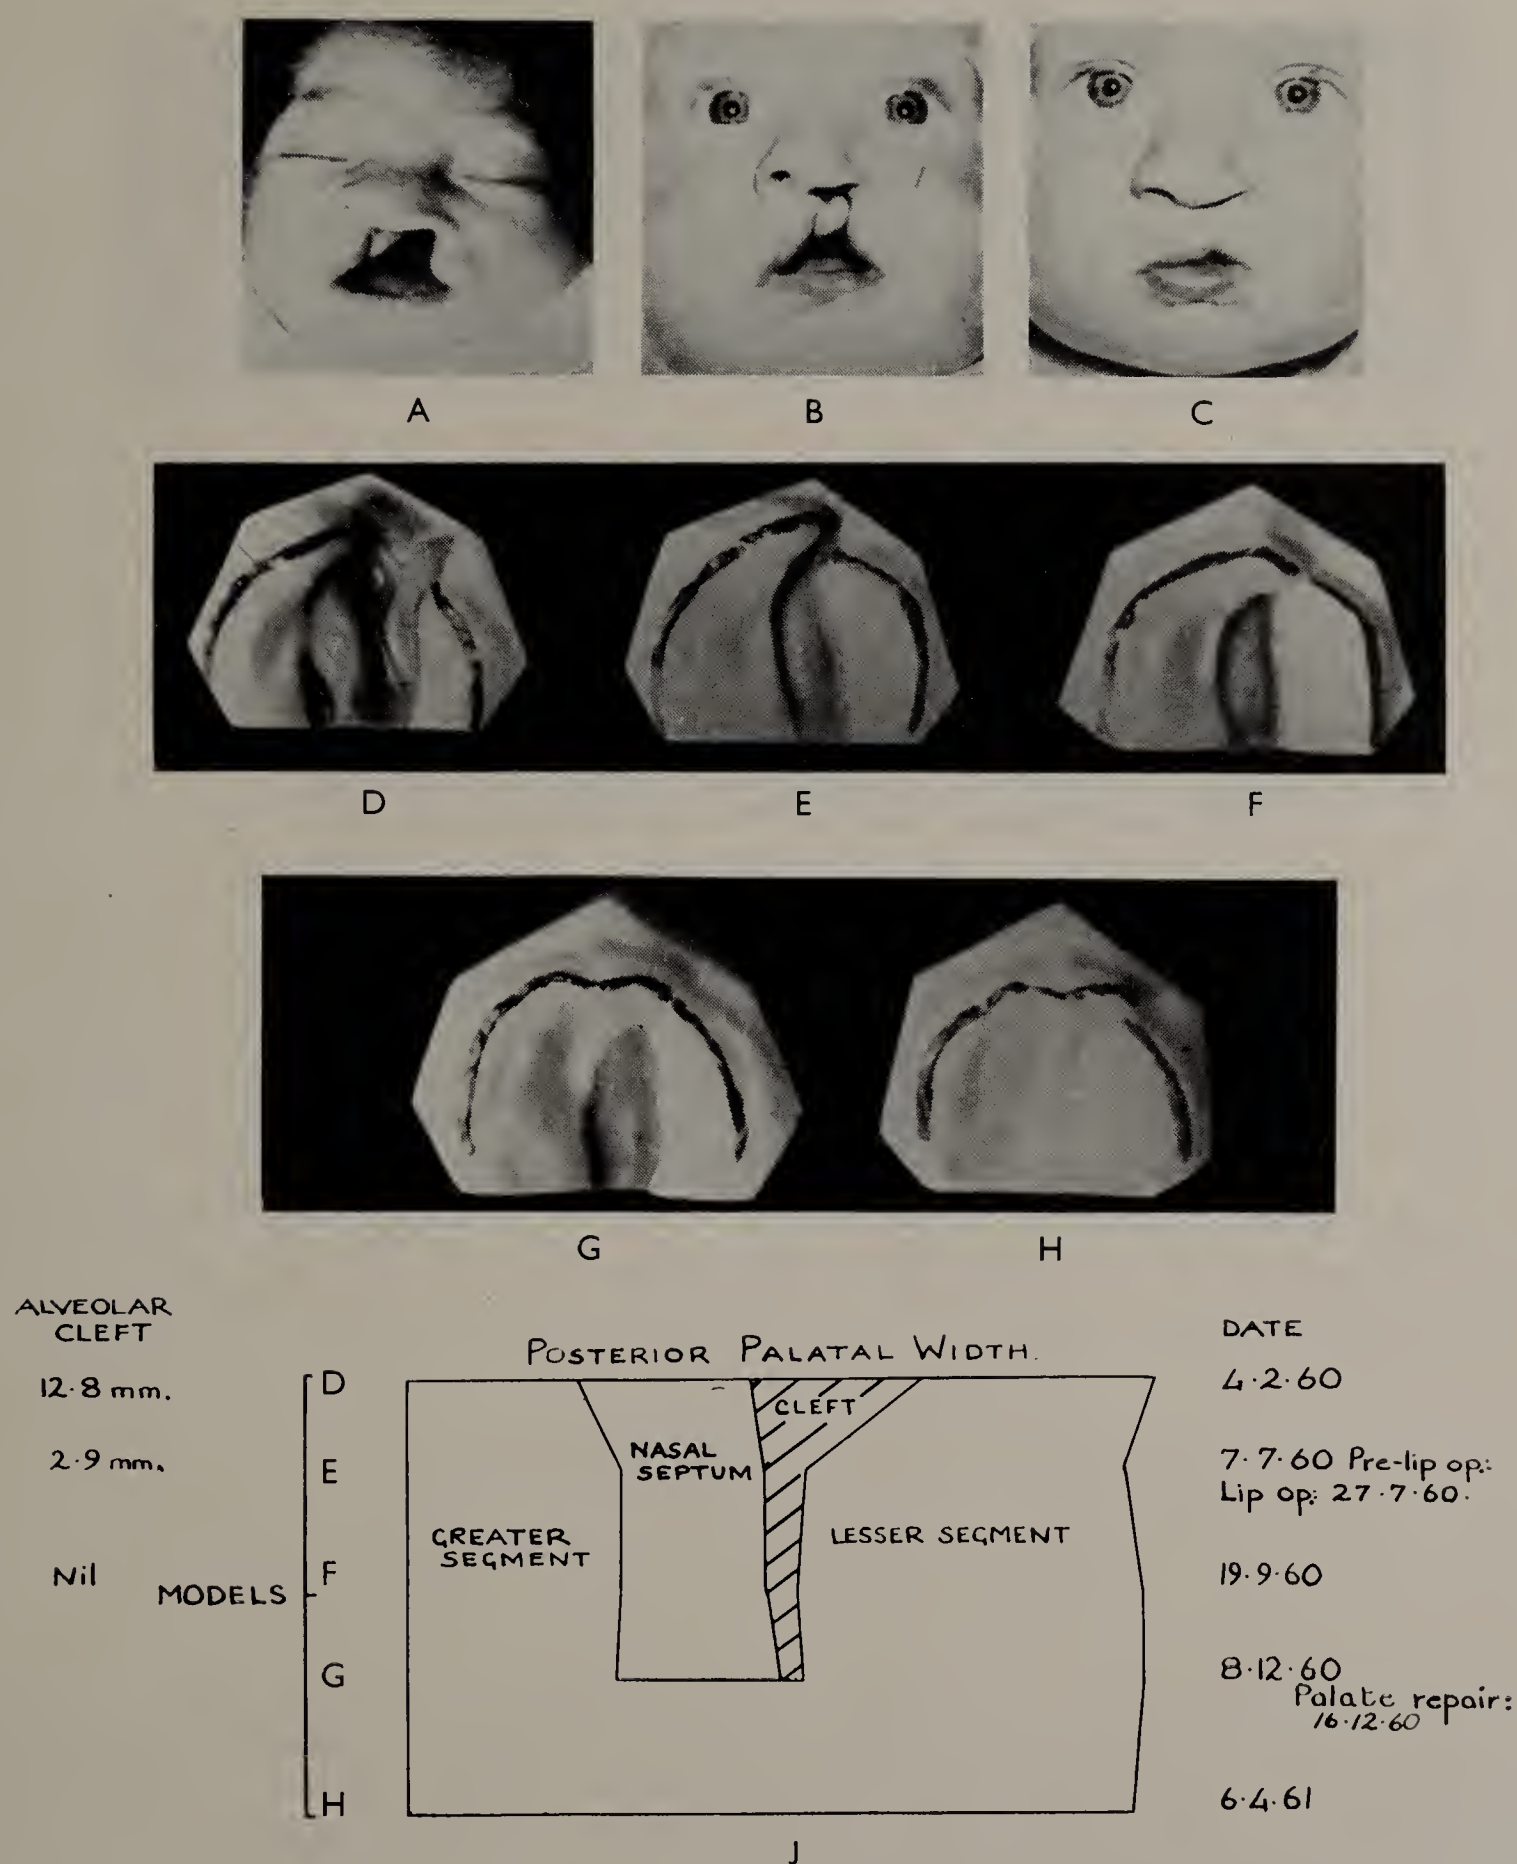 A
B
C
D
E
F
G
H
ALVEOLAR
CLEFT
12·8 mm.
2·9 mm.
Nil
MODELS
D
E
F
G
H
POSTERIOR PALATAL WIDTH.
CLEFT
NASAL
SEPTUM
GREATER
SEGMENT
LESSER SEGMENT
DATE
4·2·60
7·7·60 Pre-lip op:
Lip op: 27·7·60.
19·9·60
8·12·60
Palate repair:
16·12·60
6·4·61
J